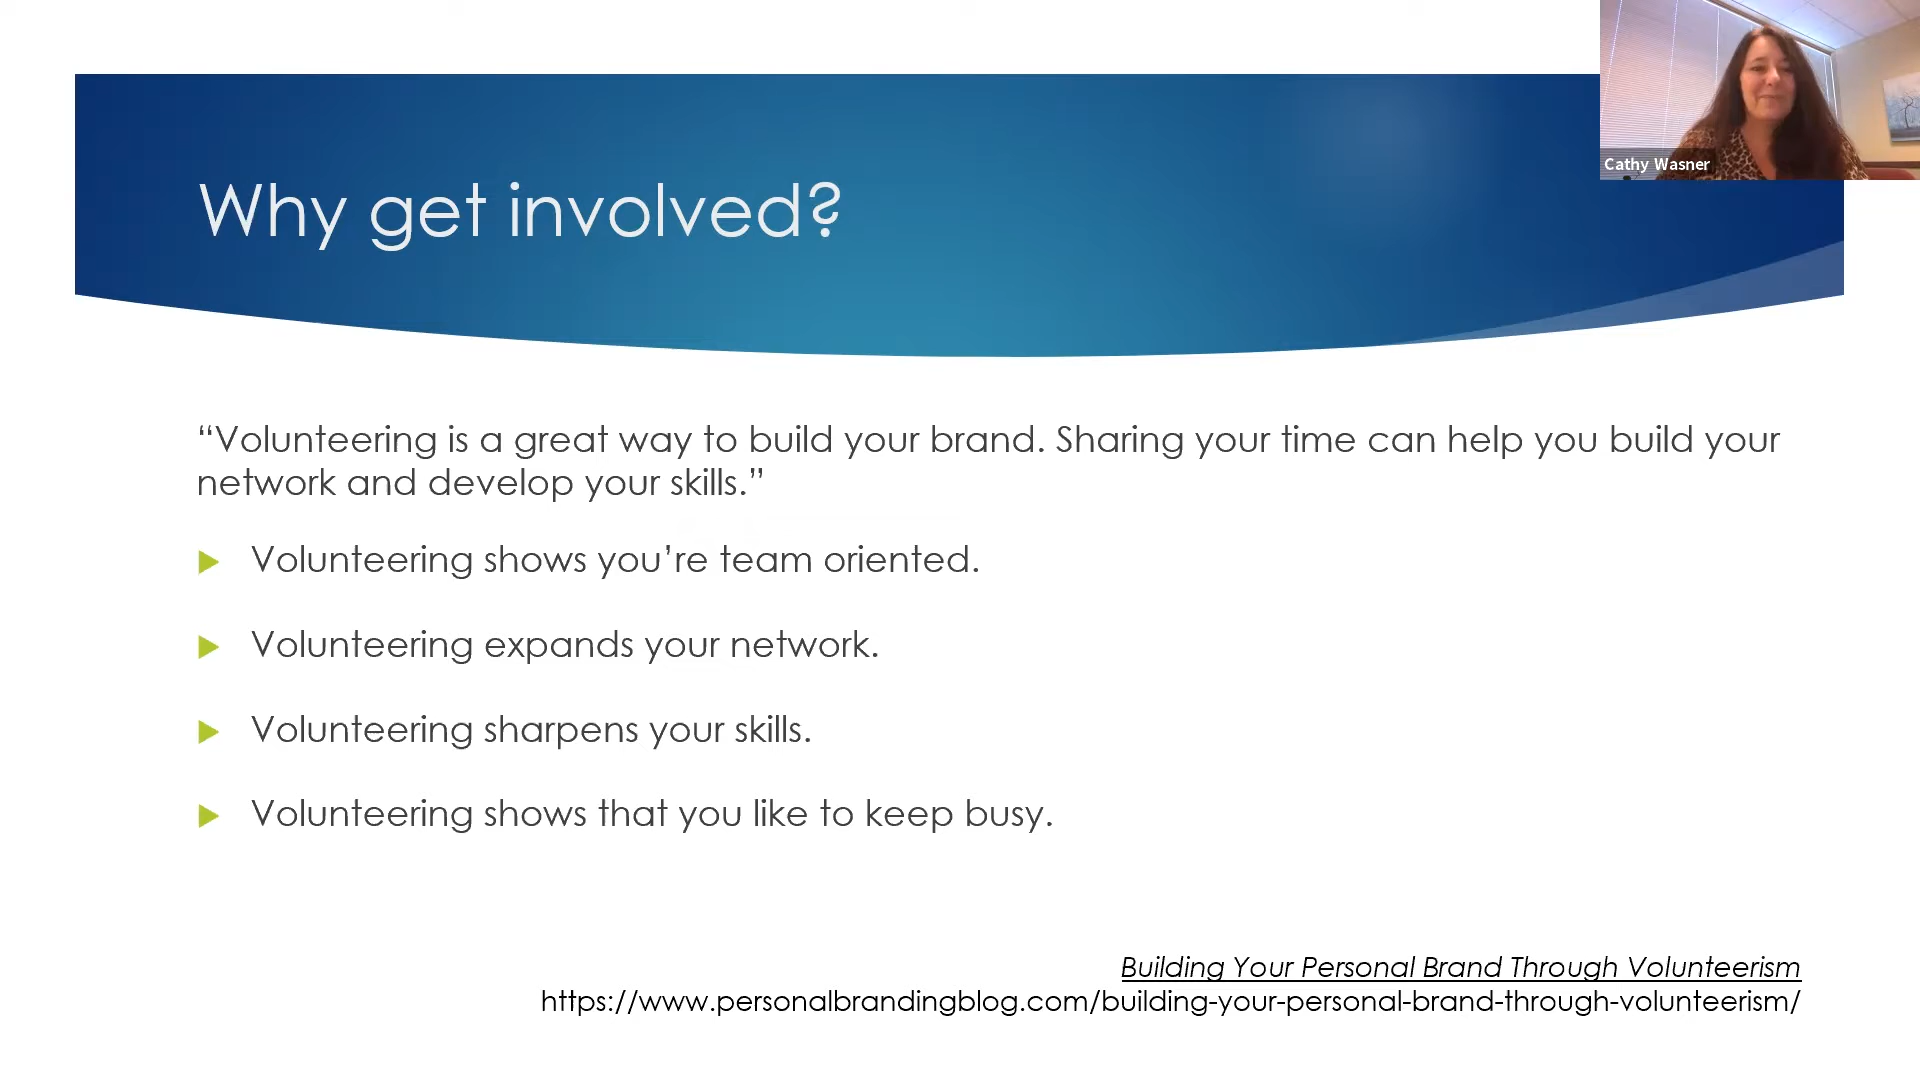 Cathy Wasner
Why get involved?
“Volunteering is a great way to build your brand. Sharing your time can help you build your
network and develop your skills.”
Volunteering shows you’re team oriented.
Volunteering expands your network.
Volunteering sharpens your skills.
Volunteering shows that you like to keep busy.
Building Your Personal Brand Through Volunteerism
https://www.personalbrandingblog.com/building-your-personal-brand-through-volunteerism/